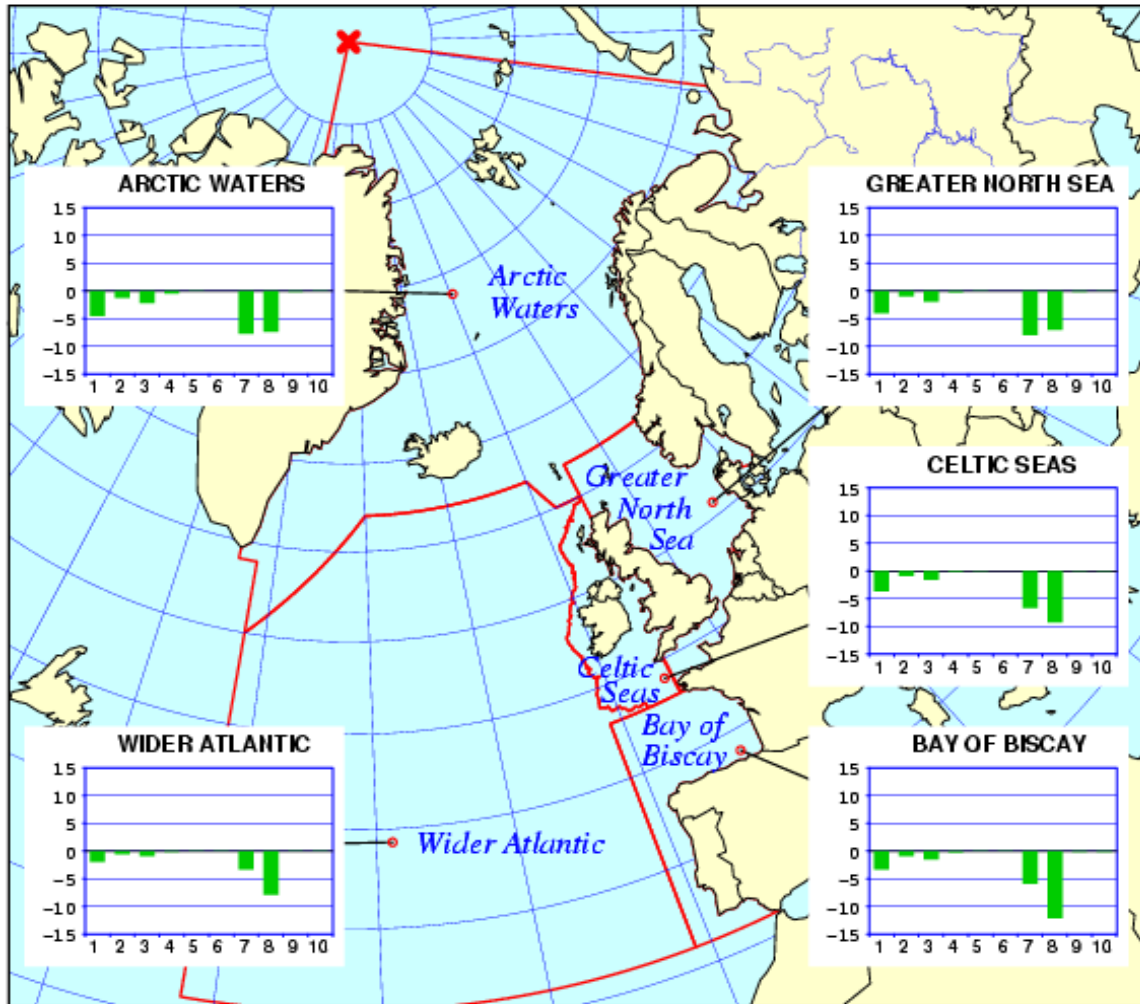 ARCTIC WATERS
15
10
5
0
−5
−10
−15
1 2 3 4 5 6 7 8 9 10
GREATER NORTH SEA
15
10
5
0
−5
−10
−15
1 2 3 4 5 6 7 8 9 10
Arctic
Waters
Greater
North
Sea
CELTIC SEAS
15
10
5
0
−5
−10
−15
1 2 3 4 5 6 7 8 9 10
Celtic
Seas
Bay of
Biscay
WIDER ATLANTIC
15
10
5
0
−5
−10
−15
1 2 3 4 5 6 7 8 9 10
Wider Atlantic
BAY OF BISCAY
15
10
5
0
−5
−10
−15
1 2 3 4 5 6 7 8 9 10